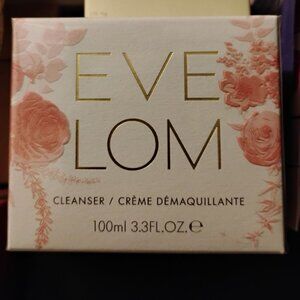 EVE
LOM
CLEANSER / CRÈME DÉMAQUILLANTE
100ml 3.3FL.OZ.℮